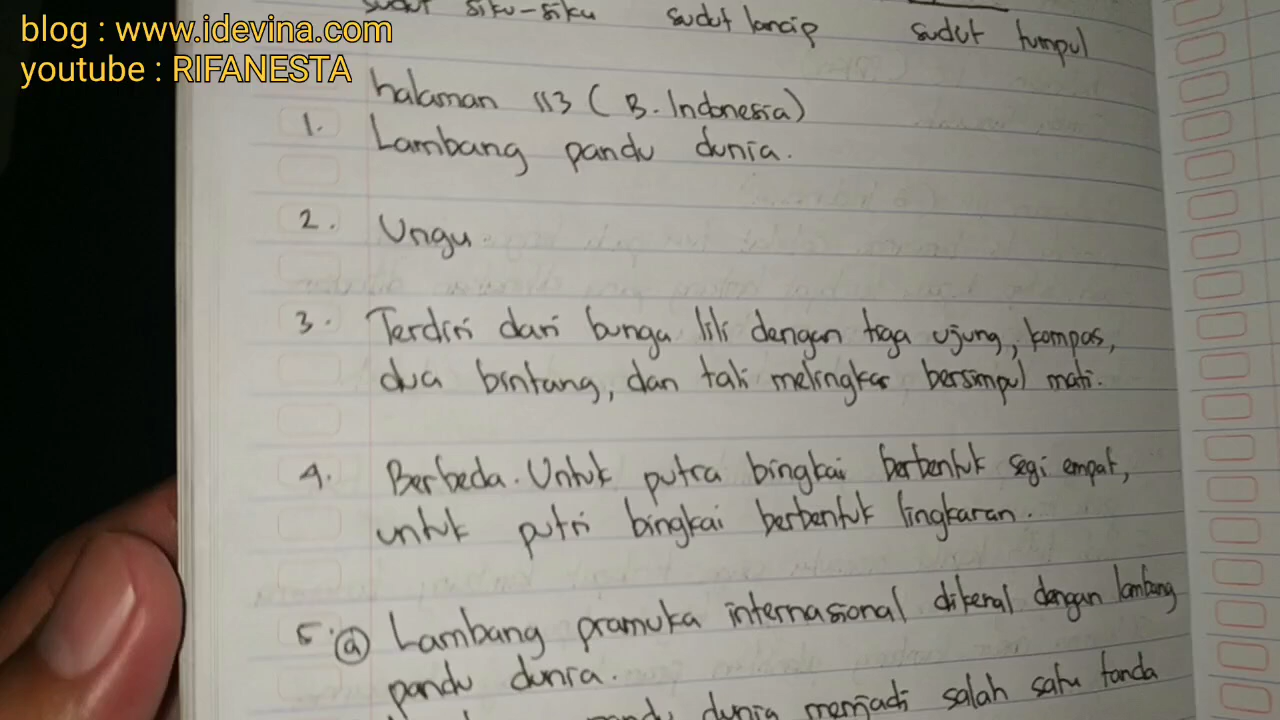 blog : www.idevina.com
youtube : RIFANESTA
sudut siku-siku sudut lancip sudut tumpul
halaman 113 ( B. Indonesia)
1. Lambang pandu dunia.
2. Ungu.
3. Terdiri dari bunga lili dengan tiga ujung, kompas,
dua bintang, dan tali melingkar bersimpul mati.
4. Berbeda. Untuk putra bingkai berbentuk segi empat,
untuk putri bingkai berbentuk lingkaran.
5. a Lambang pramuka internasional dikenal dengan lambang
pandu dunia.
pandu dunia menjadi salah satu tanda